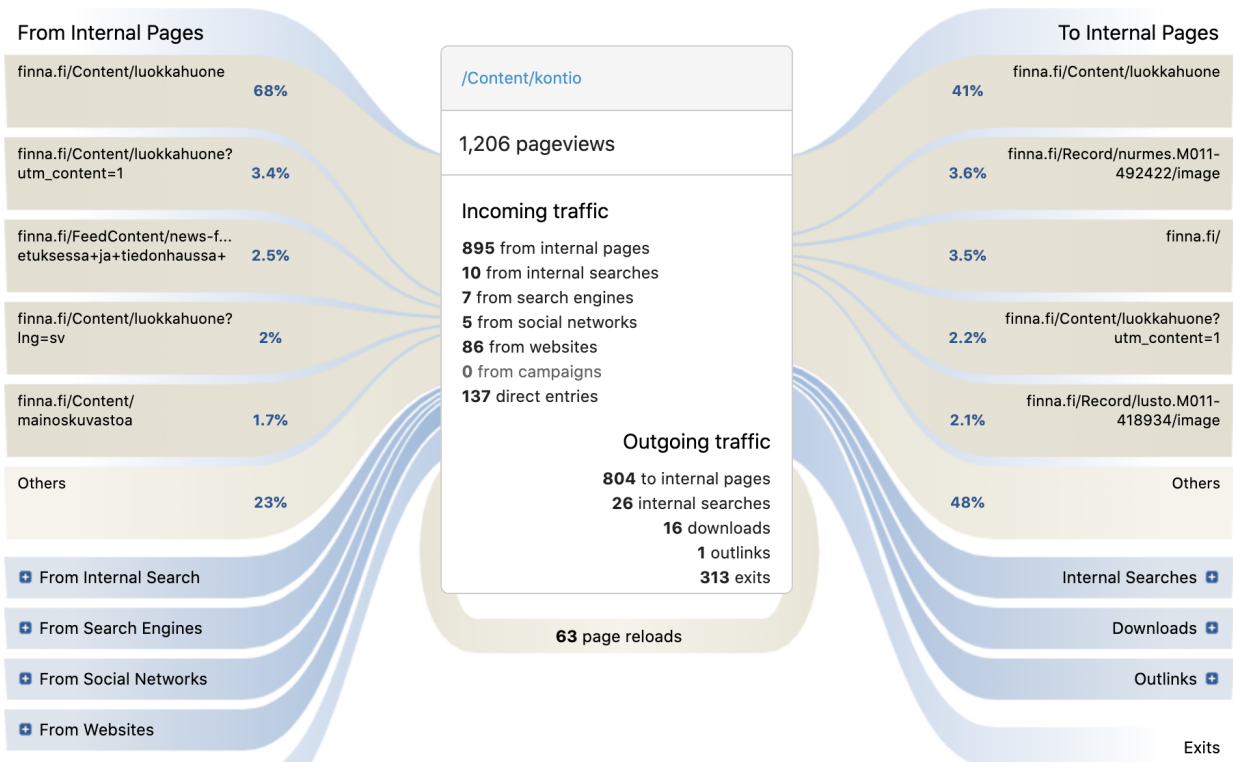 From Internal Pages
finna.fi/Content/luokkahuone
68%
finna.fi/Content/luokkahuone?
utm_content=1
3.4%
finna.fi/FeedContent/news-f...
etuksessa+ja+tiedonhaussa+
2.5%
finna.fi/Content/luokkahuone?
lng=sv
2%
finna.fi/Content/
mainoskuvastoa
1.7%
Others
23%
From Internal Search
From Search Engines
From Social Networks
From Websites
/Content/kontio
1,206 pageviews
Incoming traffic
895 from internal pages
10 from internal searches
7 from search engines
5 from social networks
86 from websites
0 from campaigns
137 direct entries
Outgoing traffic
804 to internal pages
26 internal searches
16 downloads
1 outlinks
313 exits
63 page reloads
To Internal Pages
finna.fi/Content/luokkahuone
41%
finna.fi/Record/nurmes.M011-
492422/image
3.6%
finna.fi/
3.5%
finna.fi/Content/luokkahuone?
utm_content=1
2.2%
finna.fi/Record/lusto.M011-
418934/image
2.1%
Others
48%
Internal Searches
Downloads
Outlinks
Exits